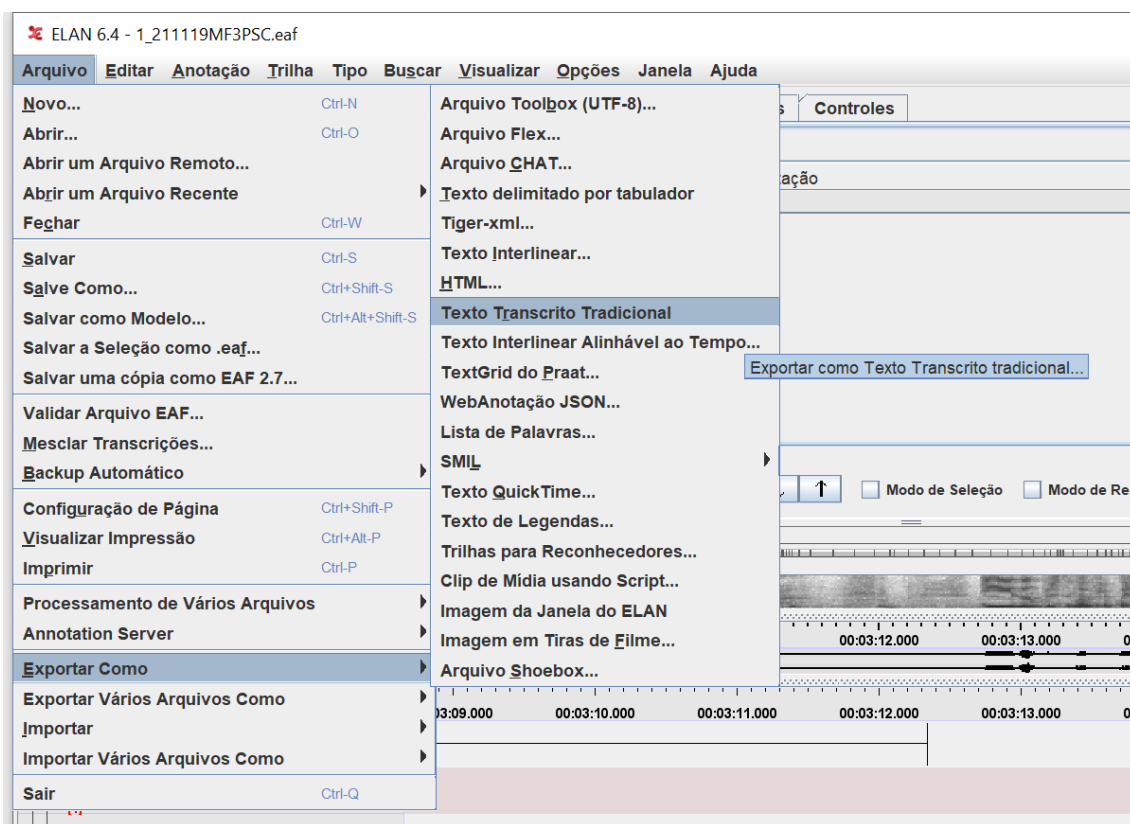 ELAN 6.4 - 1_211119MF3PSC.eaf
Arquivo Editar Anotação Trilha Tipo Buscar Visualizar Opções Janela Ajuda
Novo... Ctrl-N
Abrir... Ctrl-O
Abrir um Arquivo Remoto...
Abrir um Arquivo Recente
Fechar Ctrl-W
Salvar Ctrl-S
Salve Como... Ctrl+Shift-S
Salvar como Modelo... Ctrl+Alt+Shift-S
Salvar a Seleção como .eaf...
Salvar uma cópia como EAF 2.7...
Validar Arquivo EAF...
Mesclar Transcrições...
Backup Automático
Configuração de Página Ctrl+Shift-P
Visualizar Impressão Ctrl+Alt-P
Imprimir Ctrl-P
Processamento de Vários Arquivos
Annotation Server
Exportar Como
Exportar Vários Arquivos Como
Importar
Importar Vários Arquivos Como
Sair Ctrl-Q
Arquivo Toolbox (UTF-8)...
Arquivo Flex...
Arquivo CHAT...
Texto delimitado por tabulador
Tiger-xml...
Texto Interlinear...
HTML...
Texto Transcrito Tradicional
Texto Interlinear Alinhável ao Tempo...
TextGrid do Praat...
WebAnotação JSON...
Lista de Palavras...
SMIL
Texto QuickTime...
Texto de Legendas...
Trilhas para Reconhecedores...
Clip de Mídia usando Script...
Imagem da Janela do ELAN
Imagem em Tiras de Filme...
Arquivo Shoebox...
Exportar como Texto Transcrito tradicional...
Controles
ação
Modo de Seleção Modo de Re
00:03:12.000 00:03:13.000
03:09.000 00:03:10.000 00:03:11.000 00:03:12.000 00:03:13.000